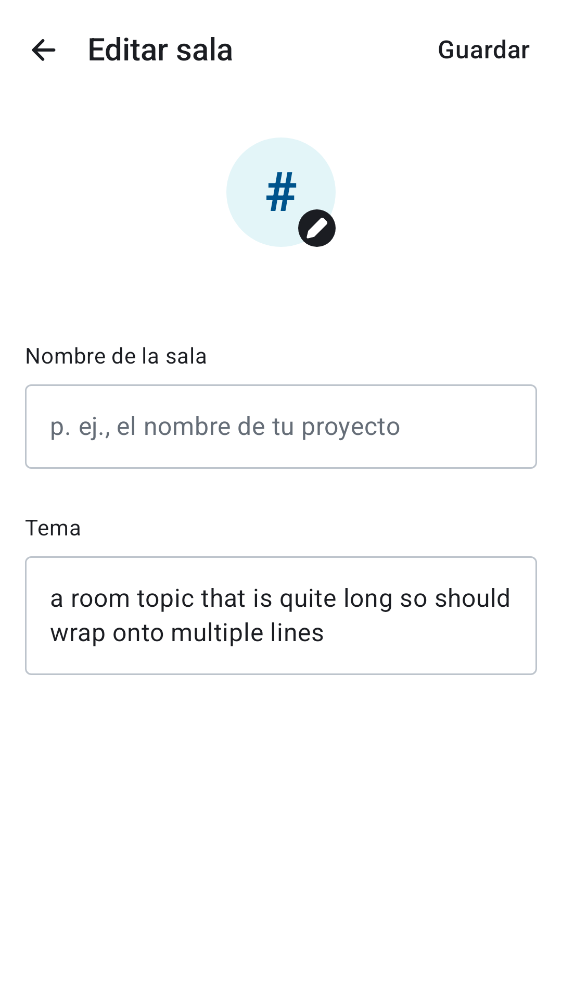 Editar sala
Guardar
#
Nombre de la sala
p. ej., el nombre de tu proyecto
Tema
a room topic that is quite long so should
wrap onto multiple lines